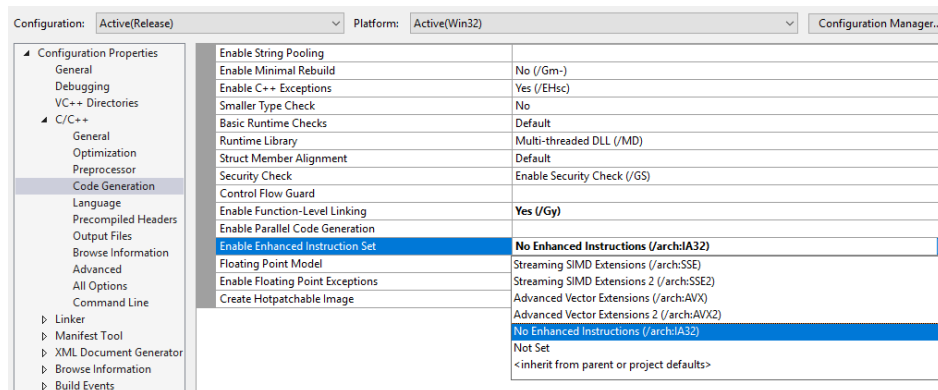 Configuration: Active(Release) Platform: Active(Win32) Configuration Manager..
Configuration Properties
General
Debugging
VC++ Directories
C/C++
General
Optimization
Preprocessor
Code Generation
Language
Precompiled Headers
Output Files
Browse Information
Advanced
All Options
Command Line
Linker
Manifest Tool
XML Document Generator
Browse Information
Build Events
Enable String Pooling
Enable Minimal Rebuild No (/Gm-)
Enable C++ Exceptions Yes (/EHsc)
Smaller Type Check No
Basic Runtime Checks Default
Runtime Library Multi-threaded DLL (/MD)
Struct Member Alignment Default
Security Check Enable Security Check (/GS)
Control Flow Guard
Enable Function-Level Linking Yes (/Gy)
Enable Parallel Code Generation
Enable Enhanced Instruction Set No Enhanced Instructions (/arch:IA32)
Floating Point Model
Enable Floating Point Exceptions
Create Hotpatchable Image
Streaming SIMD Extensions (/arch:SSE)
Streaming SIMD Extensions 2 (/arch:SSE2)
Advanced Vector Extensions (/arch:AVX)
Advanced Vector Extensions 2 (/arch:AVX2)
No Enhanced Instructions (/arch:IA32)
Not Set
<inherit from parent or project defaults>